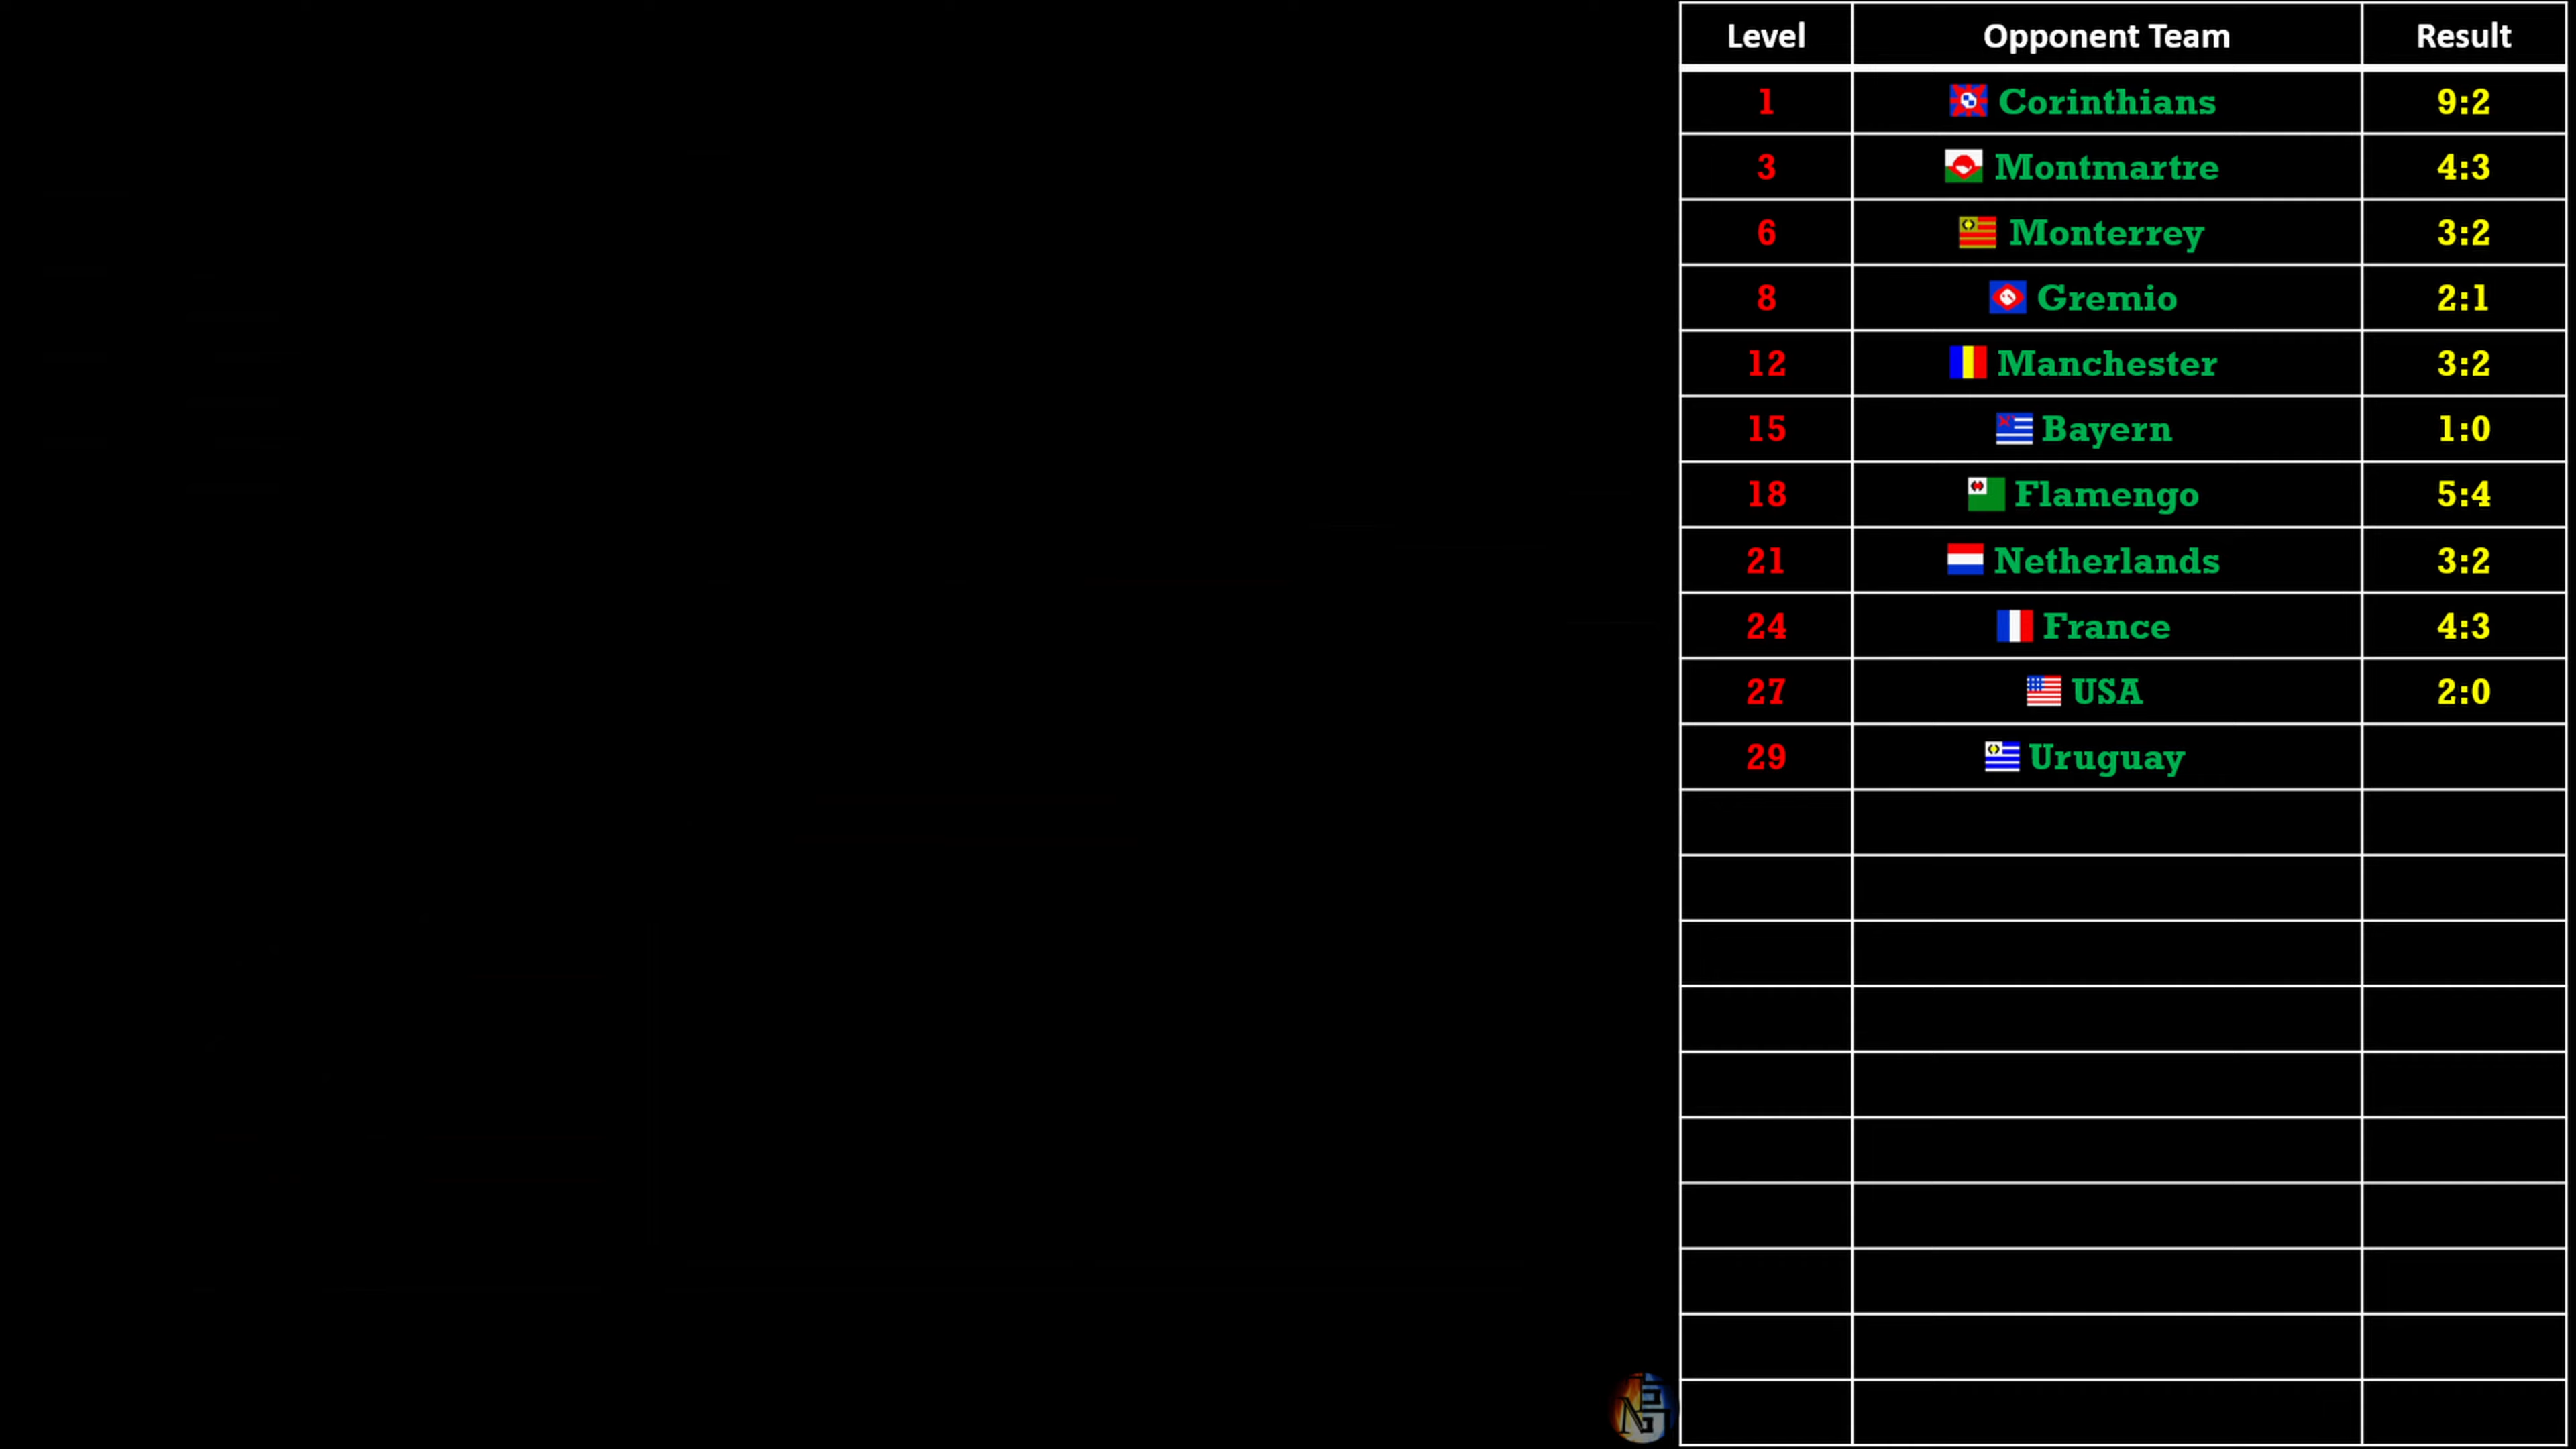 Level Opponent Team Result
1 Corinthians 9:2
3 Montmartre 4:3
6 Monterrey 3:2
8 Gremio 2:1
12 Manchester 3:2
15 Bayern 1:0
18 Flamengo 5:4
21 Netherlands 3:2
24 France 4:3
27 USA 2:0
29 Uruguay